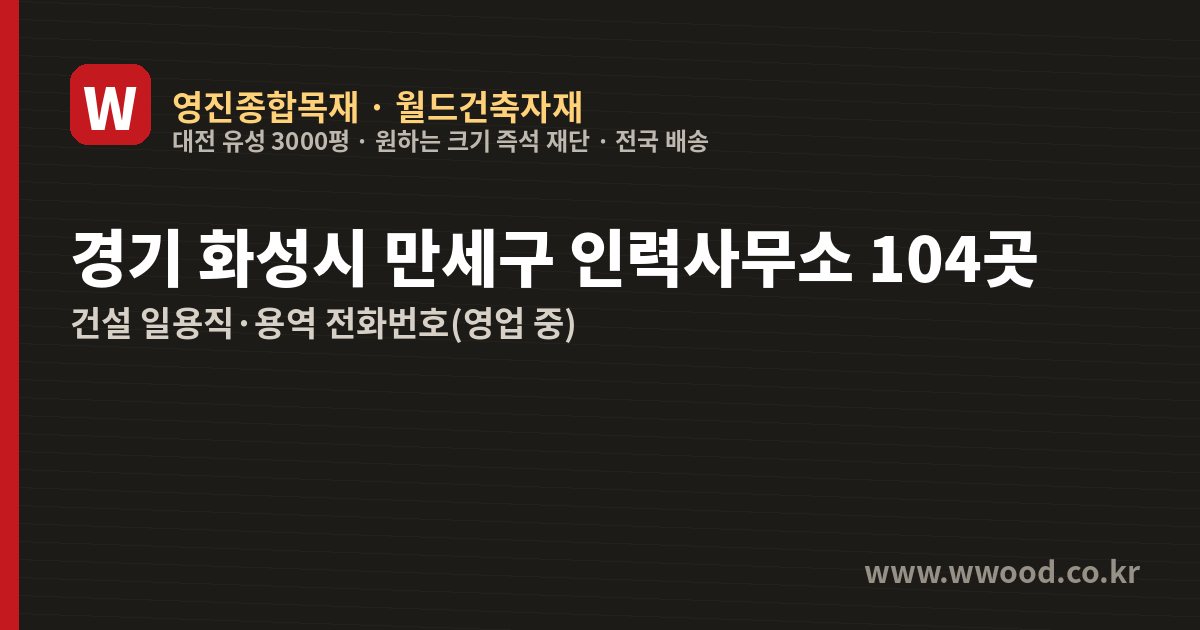 W
영진종합목재 · 월드건축자재
대전 유성 3000평 · 원하는 크기 즉석 재단 · 전국 배송
경기 화성시 만세구 인력사무소 104곳
건설 일용직·용역 전화번호(영업 중)
www.wwood.co.kr